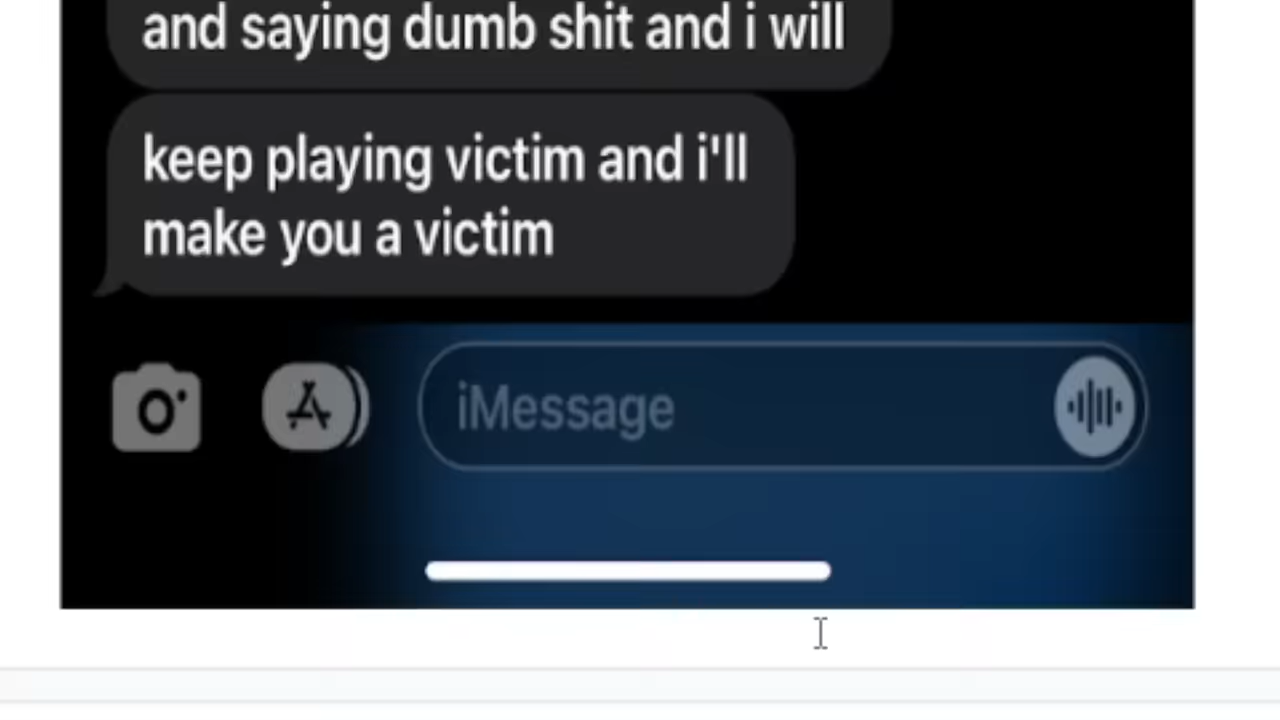 and saying dumb shit and i will
keep playing victim and i'll
make you a victim
iMessage